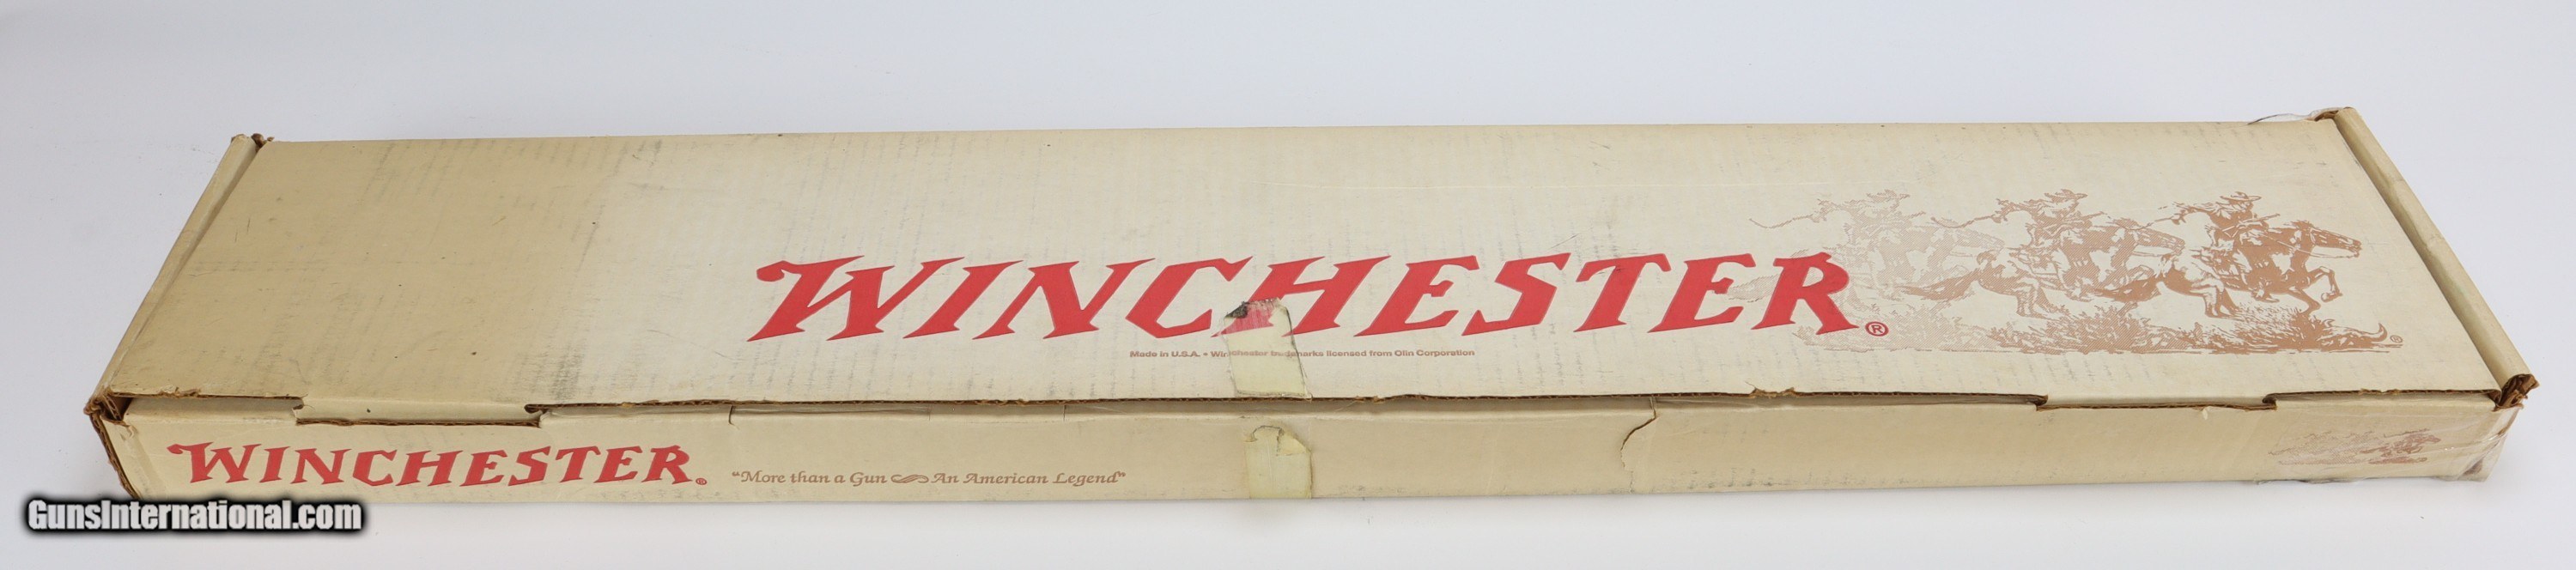 WINCHESTER®
Made in U.S.A. • Winchester trademarks licensed from Olin Corporation
®
WINCHESTER®
"More than a Gun An American Legend"
GunsInternational.com